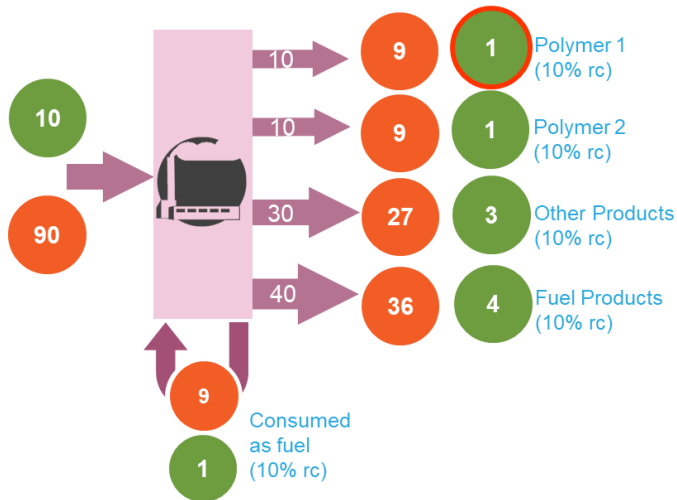 10
90
10
9
1
Polymer 1
(10% rc)
10
9
1
Polymer 2
(10% rc)
30
27
3
Other Products
(10% rc)
40
36
4
Fuel Products
(10% rc)
9
1
Consumed
as fuel
(10% rc)